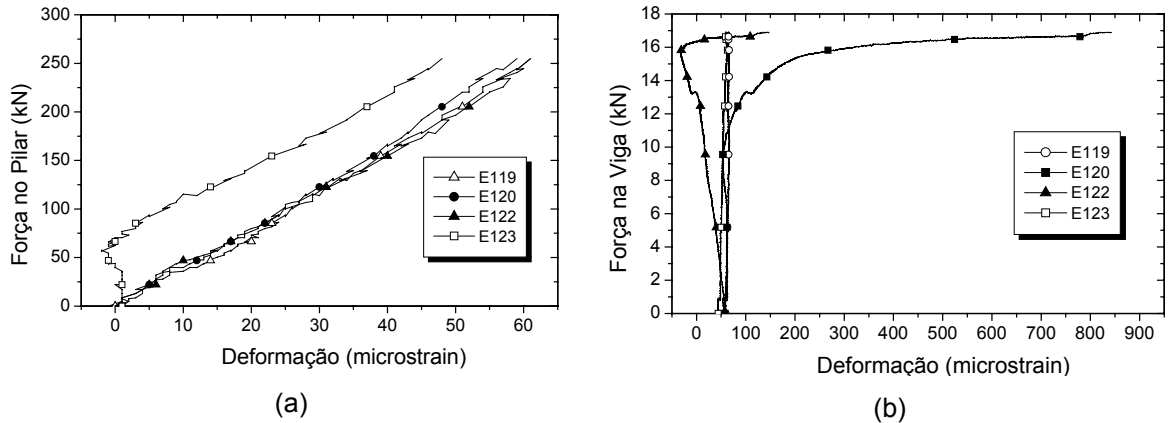 300
250
200
150
100
50
0
Força no Pilar (kN)
E119
E120
E122
E123
0 10 20 30 40 50 60
Deformação (microstrain)
(a)
18
16
14
12
10
8
6
4
2
0
Força na Viga (kN)
E119
E120
E122
E123
0 100 200 300 400 500 600 700 800 900
Deformação (microstrain)
(b)